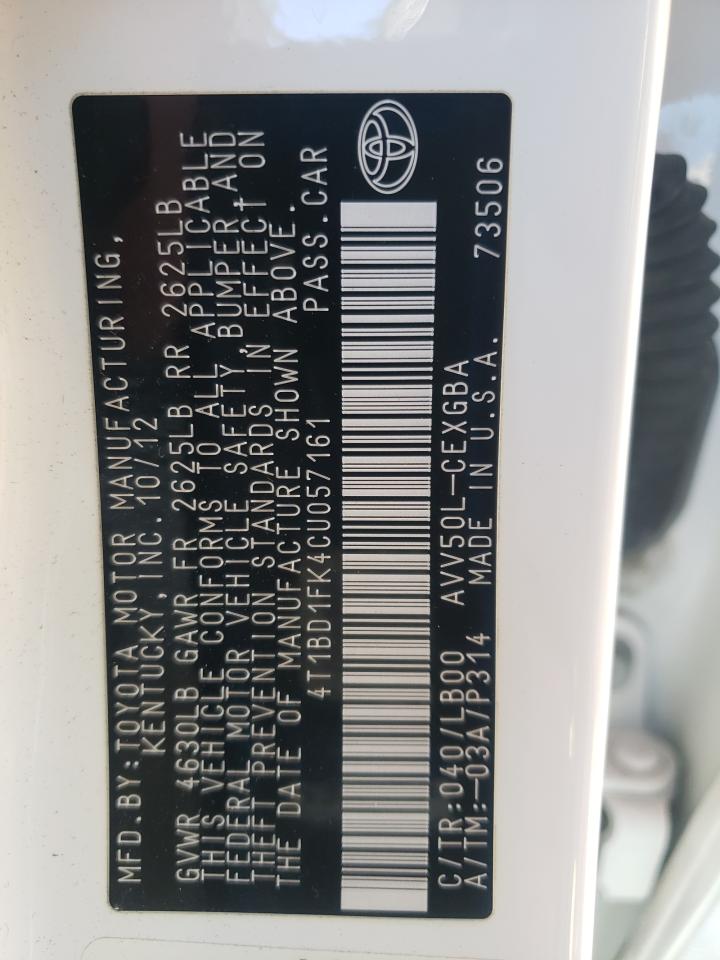 MFD.BY:TOYOTA MOTOR MANUFACTURING,
KENTUCKY,INC.10/12
GVWR 4630LB GAWR FR 2625LB RR 2625LB
THIS VEHICLE CONFORMS TO ALL APPLICABLE
FEDERAL MOTOR VEHICLE SAFETY,BUMPER,AND
THEFT PREVENTION STANDARDS IN EFFECT ON
THE DATE OF MANUFACTURE SHOWN ABOVE.
4T1BD1FK4CU057161 PASS.CAR
C/TR:040/LB00 AVV50L-CEXGBA
A/TM:-03A/P314 MADE IN U.S.A. 73506